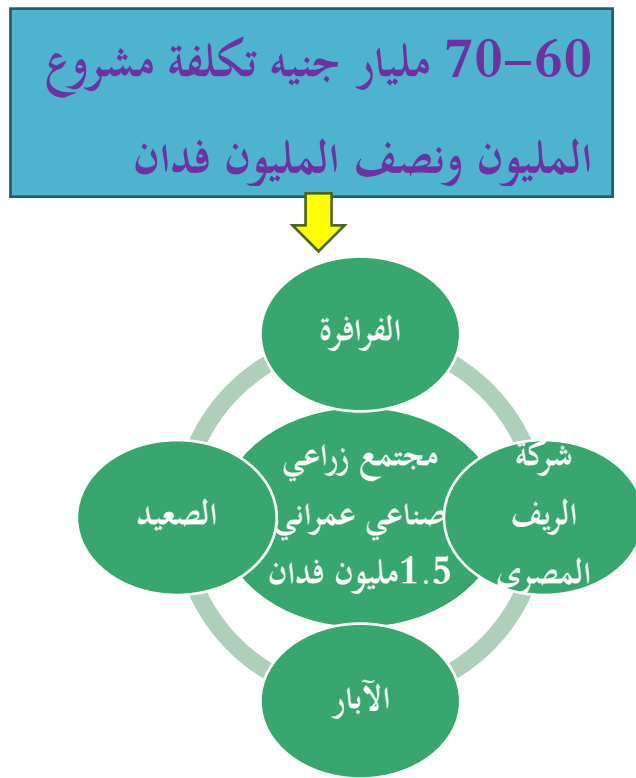 60–70 مليار جنيه تكلفة مشروع
المليون ونصف المليون فدان
الفرافرة
مجتمع زراعي
صناعي عمراني
1.5مليون فدان
شركة
الريف
المصرى
الصعيد
الآبار